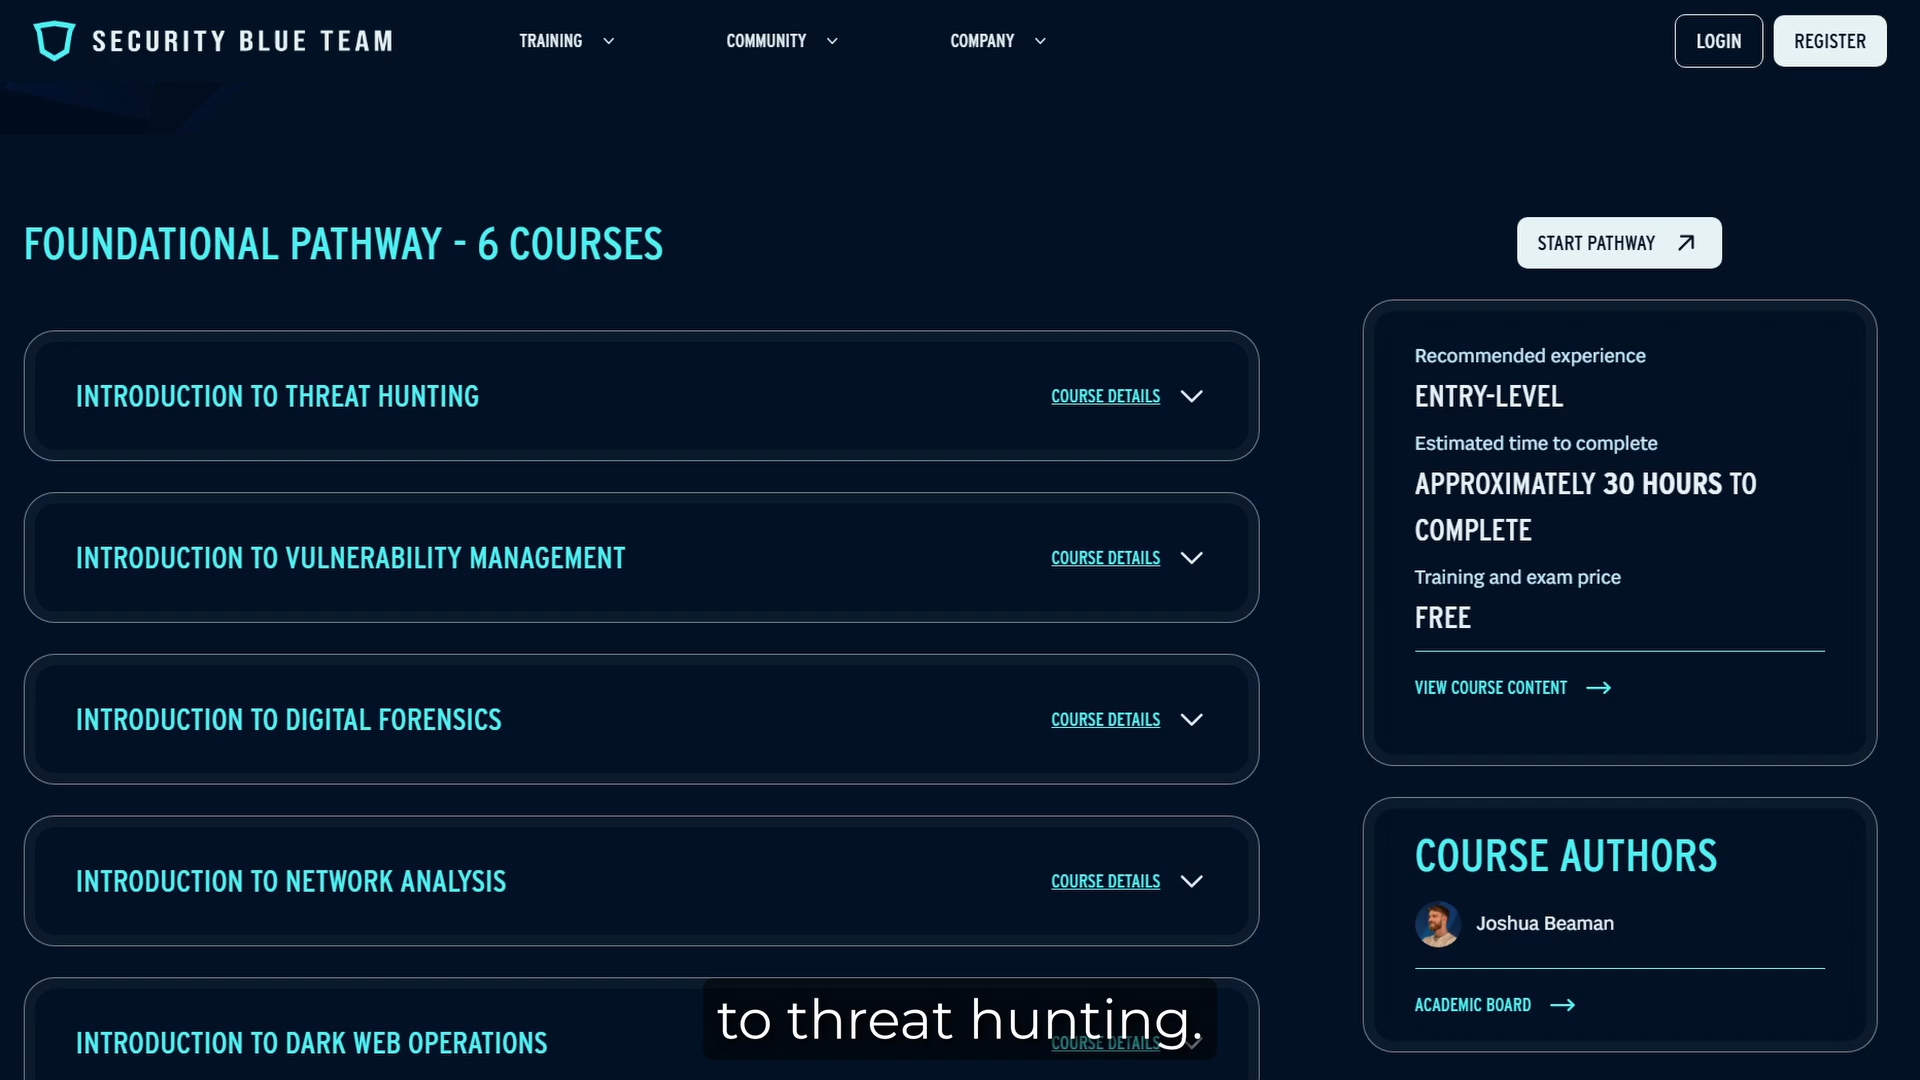 SECURITY BLUE TEAM
TRAINING
COMMUNITY
COMPANY
LOGIN
REGISTER
FOUNDATIONAL PATHWAY - 6 COURSES
START PATHWAY
INTRODUCTION TO THREAT HUNTING
COURSE DETAILS
INTRODUCTION TO VULNERABILITY MANAGEMENT
COURSE DETAILS
INTRODUCTION TO DIGITAL FORENSICS
COURSE DETAILS
INTRODUCTION TO NETWORK ANALYSIS
COURSE DETAILS
INTRODUCTION TO DARK WEB OPERATIONS
COURSE DETAILS
Recommended experience
ENTRY-LEVEL
Estimated time to complete
APPROXIMATELY 30 HOURS TO
COMPLETE
Training and exam price
FREE
VIEW COURSE CONTENT
COURSE AUTHORS
Joshua Beaman
ACADEMIC BOARD
to threat hunting.